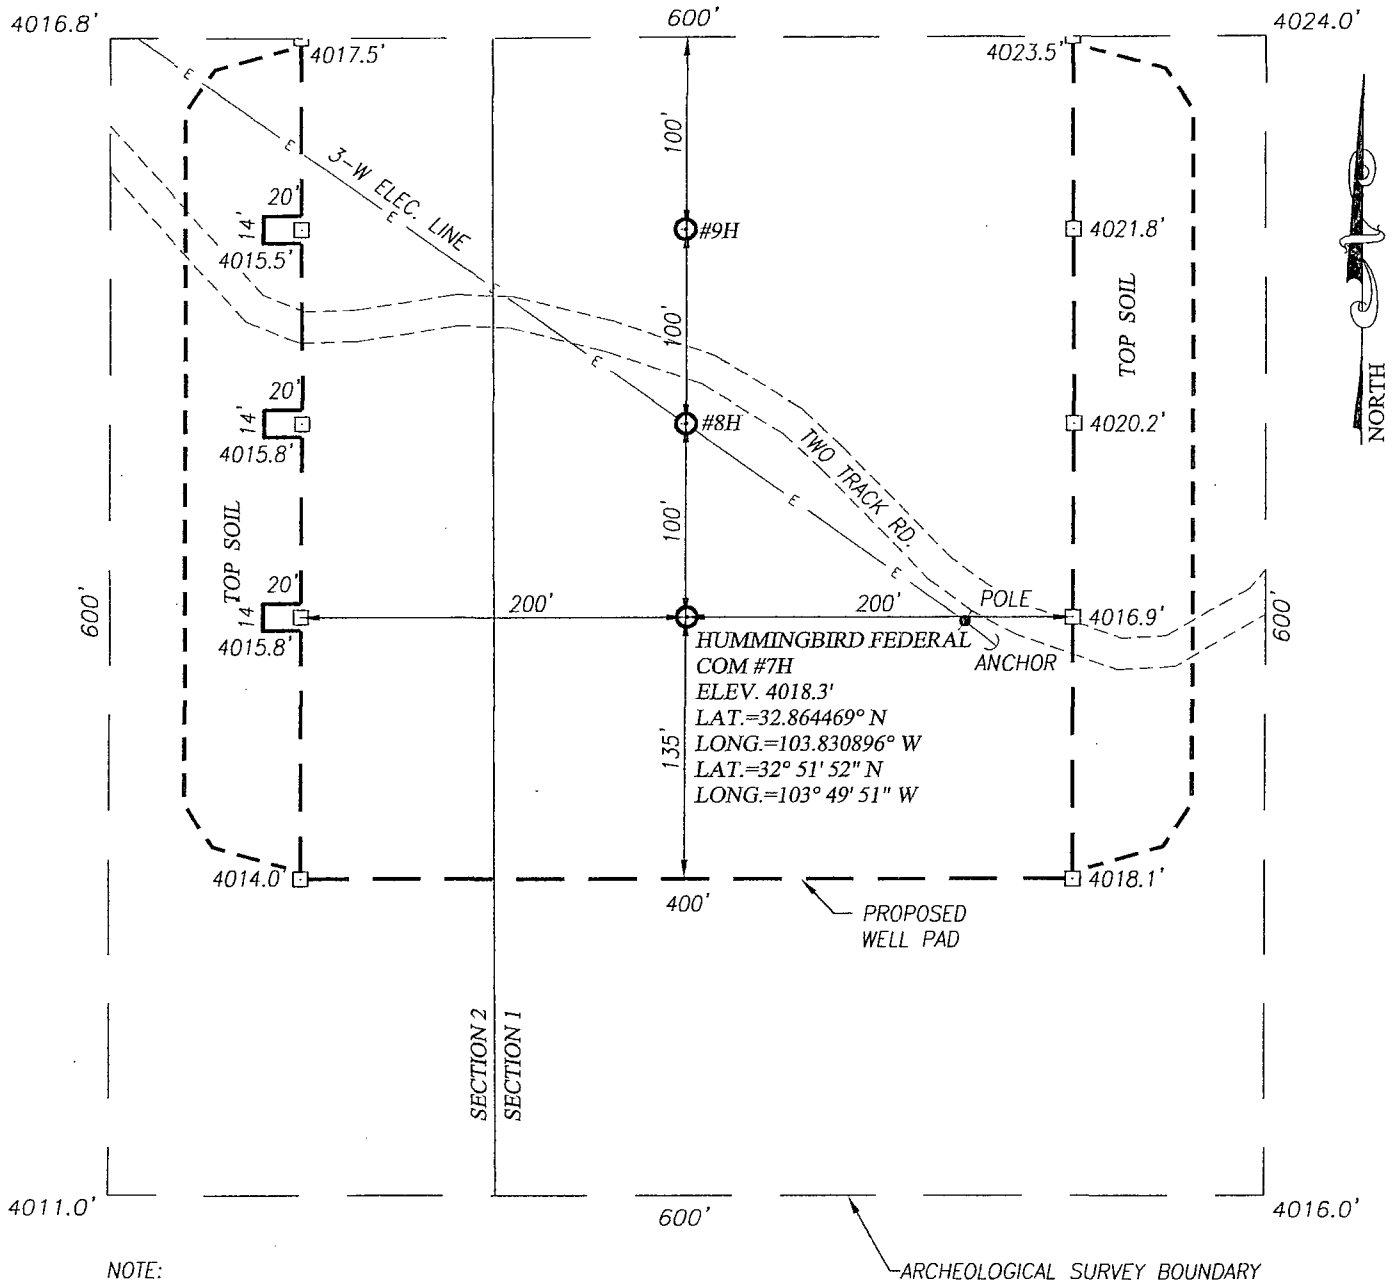 4016.8'
600'
4024.0'
4017.5'
4023.5'
E
100'
E
3-W ELEC. LINE
E
20'
14'
4015.5'
#9H
4021.8'
TOP SOIL
NORTH
E
100'
E
20'
14'
4015.8'
#8H
4020.2'
TWO TRACK RD.
E
100'
TOP SOIL
E
20'
14'
4015.8'
600'
200'
200'
POLE
4016.9'
600'
ANCHOR
HUMMINGBIRD FEDERAL
COM #7H
ELEV. 4018.3'
LAT.=32.864469° N
LONG.=103.830896° W
LAT.=32° 51' 52" N
LONG.=103° 49' 51" W
135'
4014.0'
4018.1'
400'
PROPOSED
WELL PAD
SECTION 2
SECTION 1
4011.0'
600'
4016.0'
NOTE:
ARCHEOLOGICAL SURVEY BOUNDARY